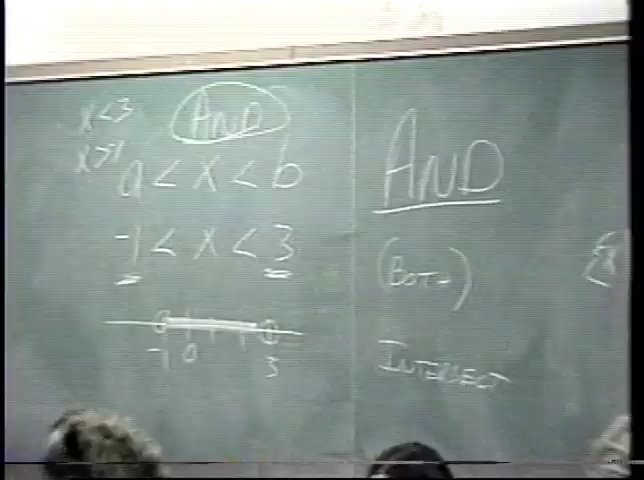 x<3
AND
x>-1
a < x < b
-1 < x < 3
-1 0 3
AND
(BOTH)
INTERSECT